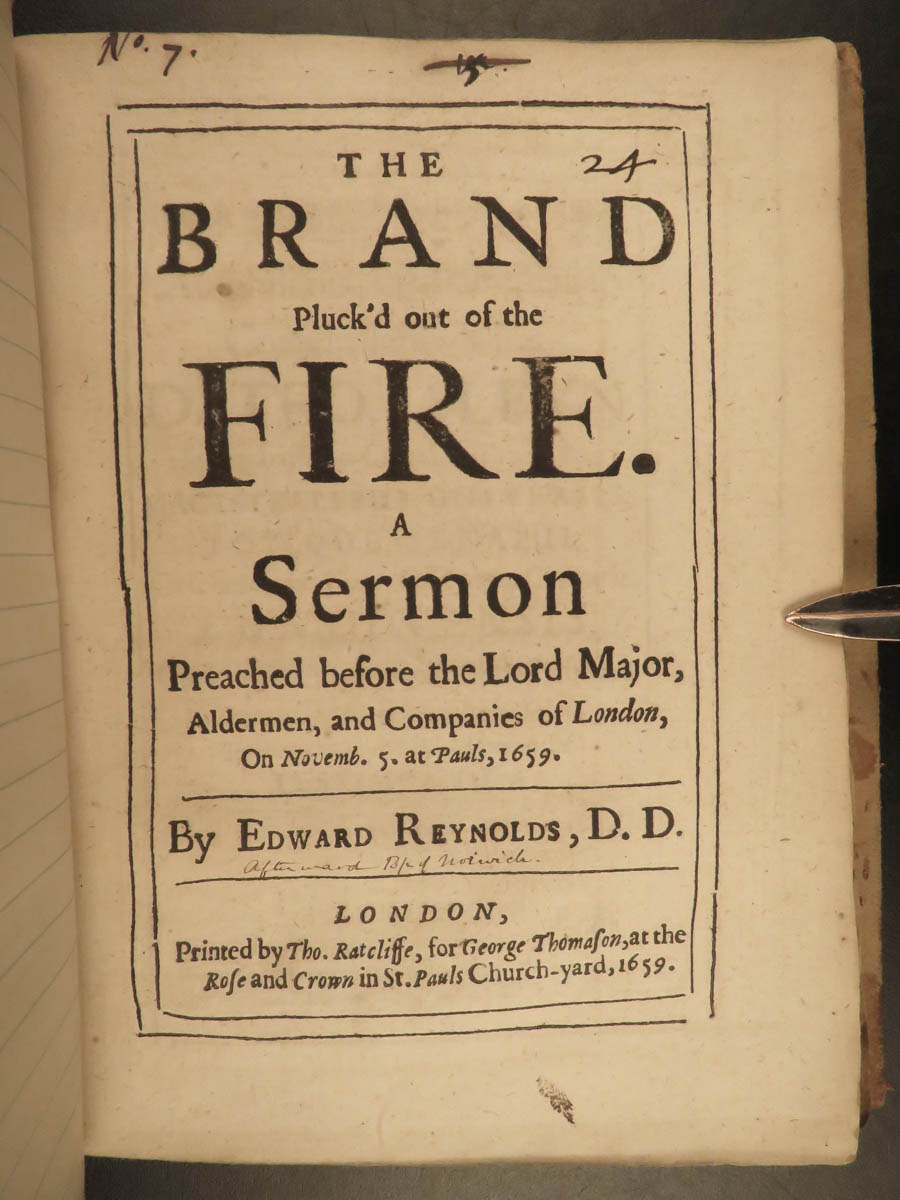 No. 7.
24
THE
BRAND
Pluck'd out of the
FIRE.
A
Sermon
Preached before the Lord Major,
Aldermen, and Companies of London,
On Novemb. 5. at Pauls, 1659.
By EDWARD REYNOLDS, D. D.
Afterward Bp of Norwich.
LONDON,
Printed by Tho. Ratcliffe, for George Thomaſon, at the
Roſe and Crown in St. Pauls Church-yard, 1659.